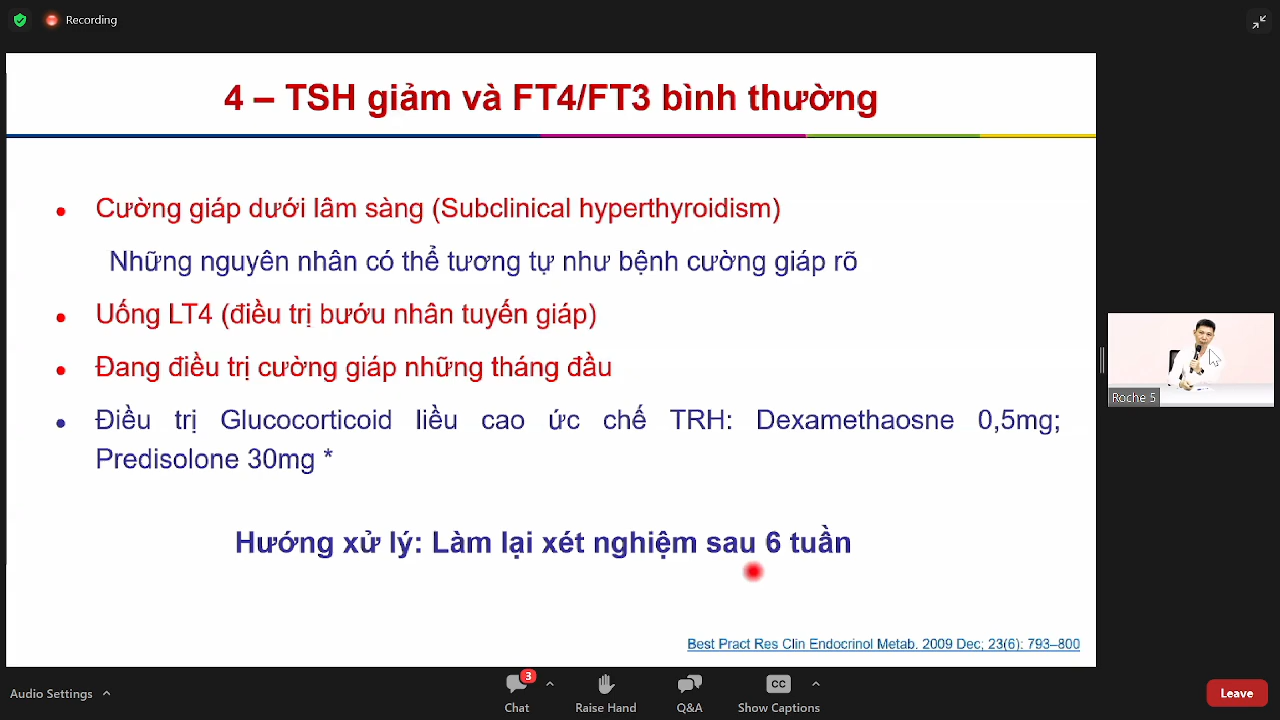 Recording
4 – TSH giảm và FT4/FT3 bình thường
• Cường giáp dưới lâm sàng (Subclinical hyperthyroidism)
Những nguyên nhân có thể tương tự như bệnh cường giáp rõ
• Uống LT4 (điều trị bướu nhân tuyến giáp)
• Đang điều trị cường giáp những tháng đầu
• Điều trị Glucocorticoid liều cao ức chế TRH: Dexamethaosne 0,5mg;
Predisolone 30mg *
Hướng xử lý: Làm lại xét nghiệm sau 6 tuần
Best Pract Res Clin Endocrinol Metab. 2009 Dec; 23(6): 793–800
Roche 5
Audio Settings
3
Chat
Raise Hand
Q&A
CC
Show Captions
Leave